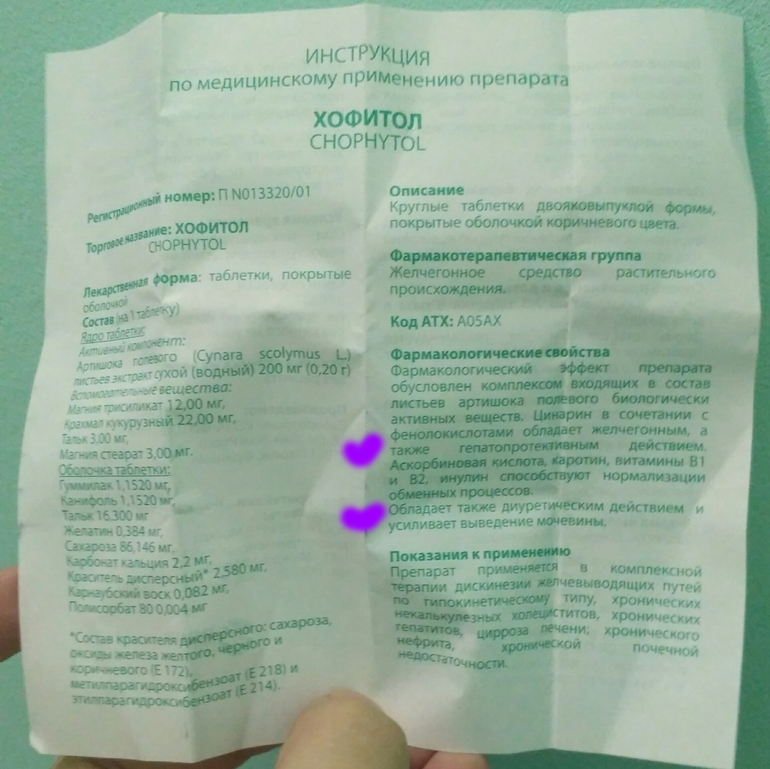 ИНСТРУКЦИЯ
по медицинскому применению препарата
ХОФИТОЛ
CHOPHYTOL
Регистрационный номер: П N013320/01
Торговое название: ХОФИТОЛ
CHOPHYTOL
Лекарственная форма: таблетки, покрытые
оболочкой
Состав (на 1 таблетку)
Ядро таблетки:
Активный компонент:
Артишока полевого (Cynara scolymus L.)
листьев экстракт сухой (водный) 200 мг (0,20 г)
Вспомогательные вещества:
Магния трисиликат 12,00 мг,
Крахмал кукурузный 22,00 мг,
Тальк 3,00 мг,
Магния стеарат 3,00 мг.
Оболочка таблетки:
Гуммилак 1,1520 мг,
Канифоль 1,1520 мг,
Тальк 16,300 мг
Желатин 0,384 мг,
Сахароза 86,146 мг,
Карбонат кальция 2,2 мг,
Краситель дисперсный* 2,580 мг,
Карнаубский воск 0,082 мг,
Полисорбат 80 0,004 мг
*Состав красителя дисперсного: сахароза,
оксиды железа желтого, черного и
коричневого (Е 172),
метилпарагидроксибензоат (Е 218) и
этилпарагидроксибензоат (Е 214).
Описание
Круглые таблетки двояковыпуклой формы,
покрытые оболочкой коричневого цвета.
Фармакотерапевтическая группа
Желчегонное средство растительного
происхождения.
Код АТХ: A05AX
Фармакологические свойства
Фармакологический эффект препарата
обусловлен комплексом входящих в состав
листьев артишока полевого биологически
активных веществ. Цинарин в сочетании с
фенолокислотами обладает желчегонным, а
также гепатопротективным действием.
Аскорбиновая кислота, каротин, витамины В1
и В2, инулин способствуют нормализации
обменных процессов.
Обладает также диуретическим действием и
усиливает выведение мочевины.
Показания к применению
Препарат применяется в комплексной
терапии дискинезии желчевыводящих путей
по гипокинетическому типу, хронических
некалькулезных холециститов, хронических
гепатитов, цирроза печени; хронического
нефрита, хронической почечной
недостаточности.